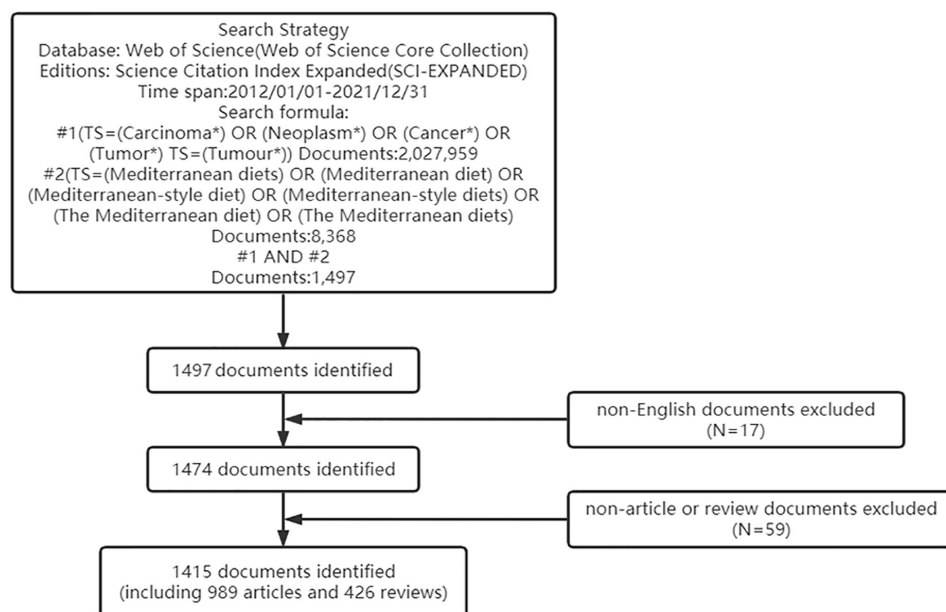 Search Strategy
Database: Web of Science(Web of Science Core Collection)
Editions: Science Citation Index Expanded(SCI-EXPANDED)
Time span:2012/01/01-2021/12/31
Search formula:
#1(TS=(Carcinoma*) OR (Neoplasm*) OR (Cancer*) OR
(Tumor*) TS=(Tumour*)) Documents:2,027,959
#2(TS=(Mediterranean diets) OR (Mediterranean diet) OR
(Mediterranean-style diet) OR (Mediterranean-style diets) OR
(The Mediterranean diet) OR (The Mediterranean diets)
Documents:8,368
#1 AND #2
Documents:1,497
1497 documents identified
non-English documents excluded
(N=17)
1474 documents identified
non-article or review documents excluded
(N=59)
1415 documents identified
(including 989 articles and 426 reviews)